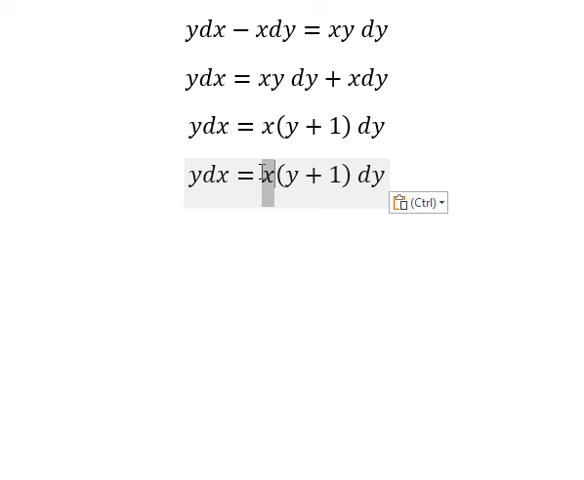 ydx − xdy = xy dy
ydx = xy dy + xdy
ydx = x(y + 1) dy
ydx = x(y + 1) dy
(Ctrl)